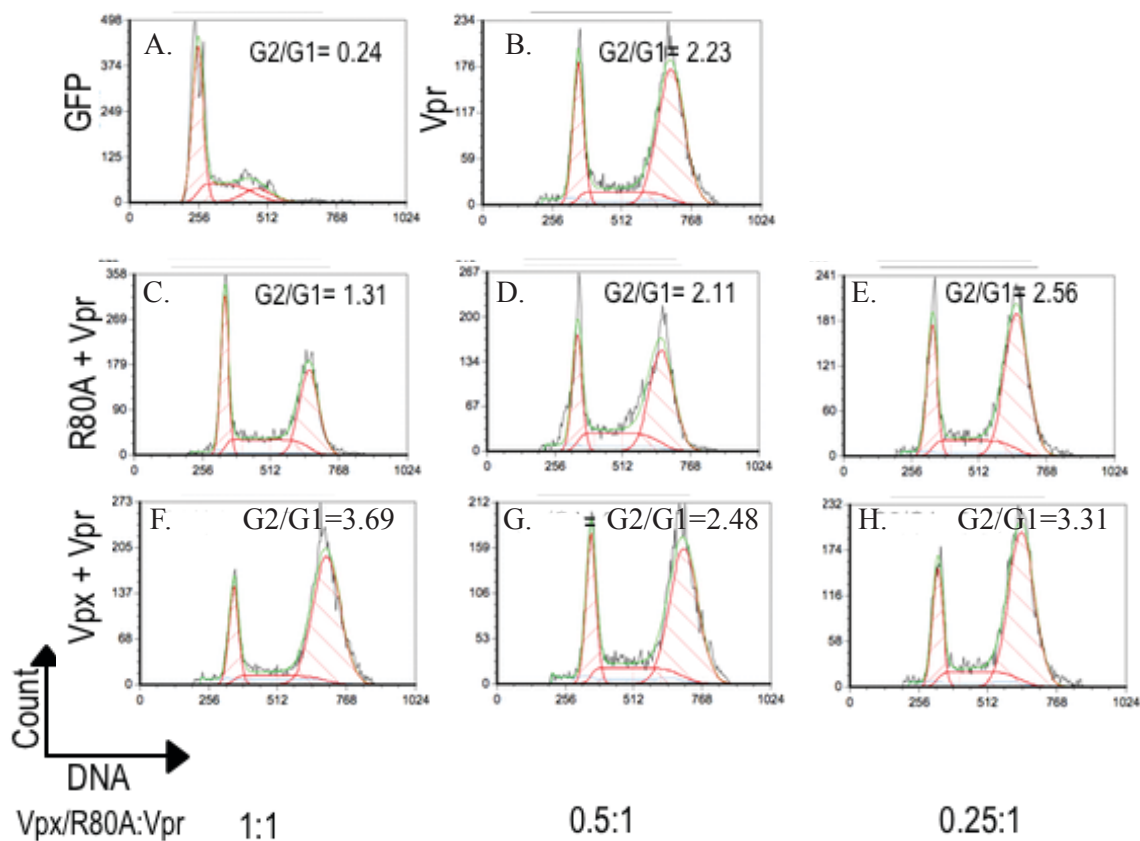 A.
G2/G1= 0.24
GFP
498
374
249
125
0
0 256 512 768 1024
B.
G2/G1= 2.23
Vpr
234
176
117
59
0
0 256 512 768 1024
C.
G2/G1= 1.31
R80A + Vpr
358
269
179
90
0
0 256 512 768 1024
D.
G2/G1= 2.11
267
200
134
67
0
0 256 512 768 1024
E.
G2/G1= 2.56
241
181
120
60
0
0 256 512 768 1024
F.
G2/G1=3.69
Vpx + Vpr
273
205
137
68
0
0 256 512 768 1024
G.
G2/G1=2.48
212
159
106
53
0
0 256 512 768 1024
H.
G2/G1=3.31
232
174
116
58
0
0 256 512 768 1024
Count
DNA
Vpx/R80A:Vpr 1:1 0.5:1 0.25:1